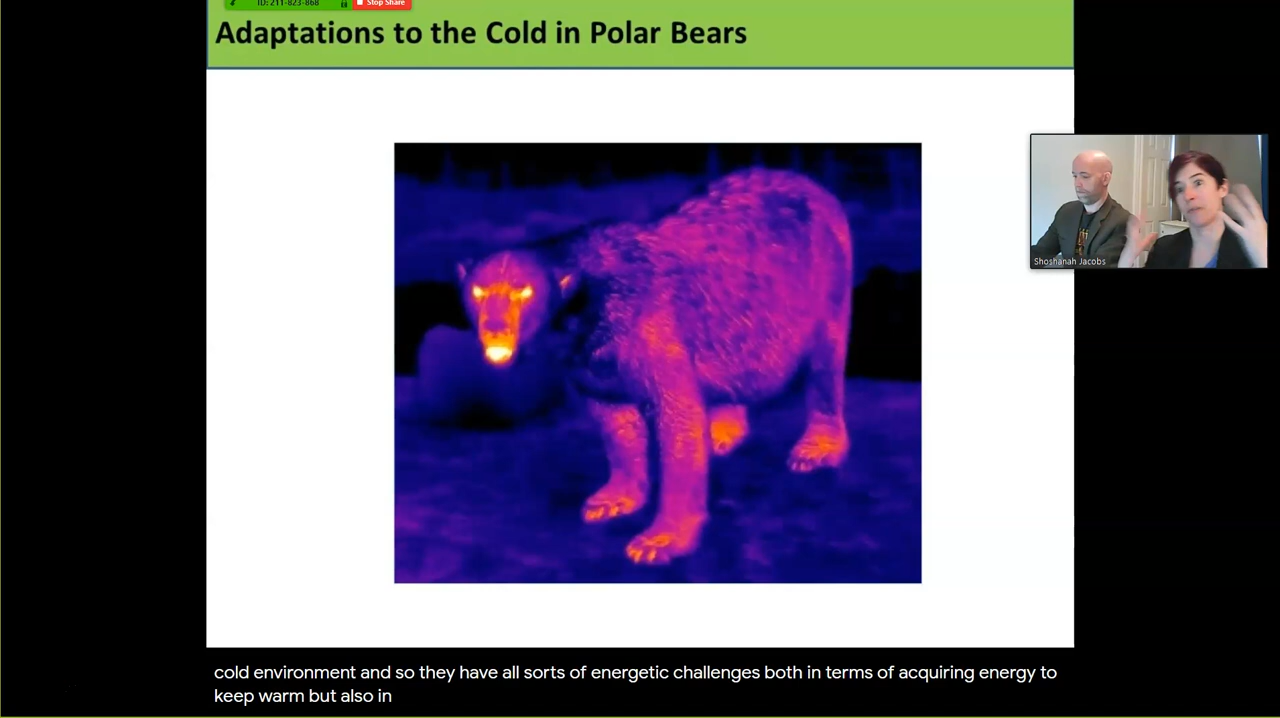 ID: 211-823-868
Stop Share
Adaptations to the Cold in Polar Bears
Shoshanah Jacobs
cold environment and so they have all sorts of energetic challenges both in terms of acquiring energy to
keep warm but also in